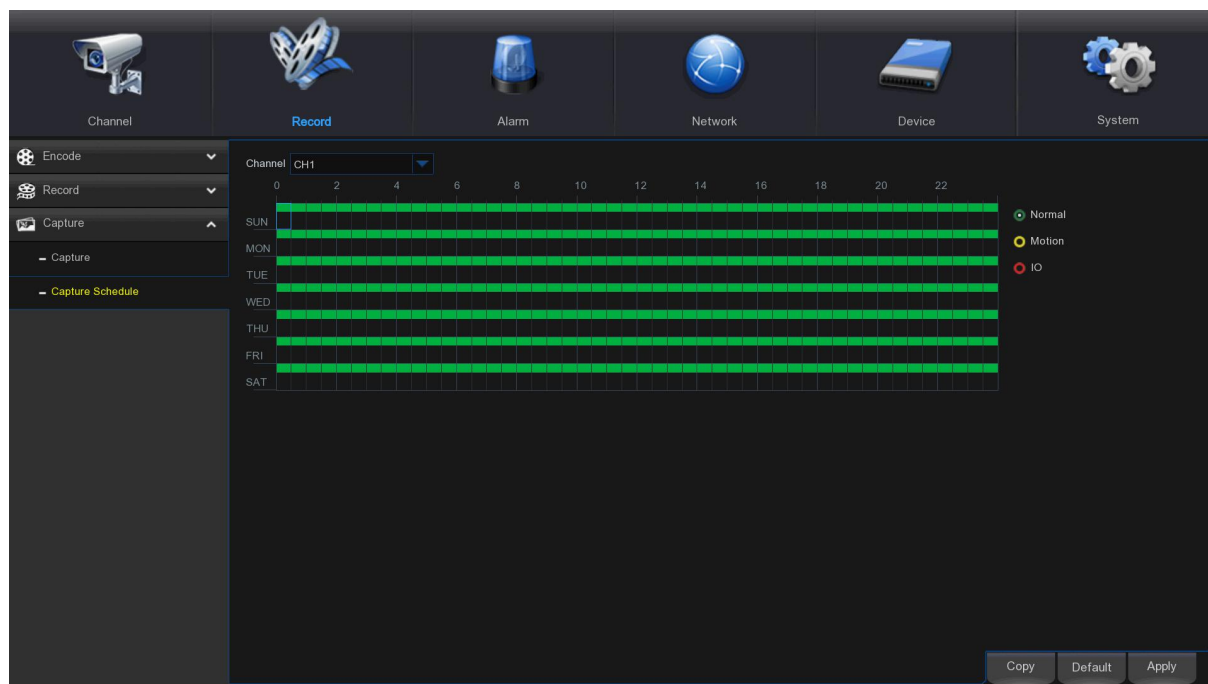 Channel Record Alarm Network Device System
Encode
Record
Capture
Capture
Capture Schedule
Channel CH1
0 2 4 6 8 10 12 14 16 18 20 22
SUN
MON
TUE
WED
THU
FRI
SAT
Normal
Motion
IO
Copy Default Apply